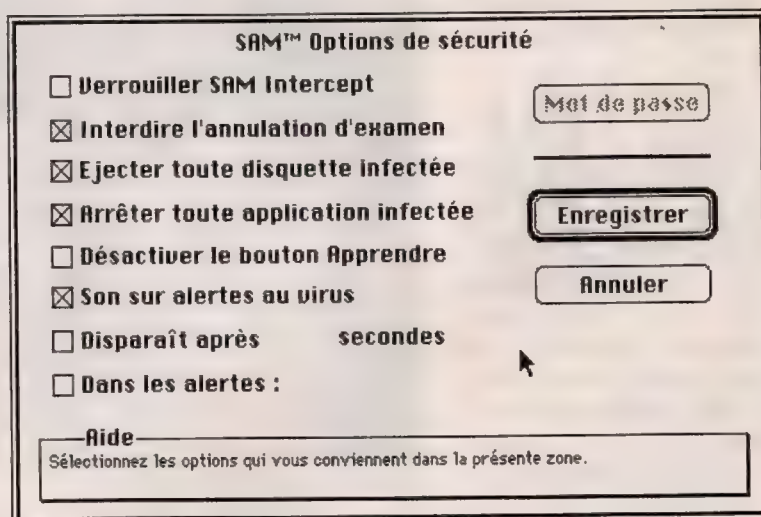 SAM™ Options de sécurité
Verrouiller SAM Intercept
Interdire l'annulation d'examen
Ejecter toute disquette infectée
Arrêter toute application infectée
Désactiver le bouton Apprendre
Son sur alertes au virus
Disparaît après secondes
Dans les alertes :
Mot de passe
Enregistrer
Annuler
Aide
Sélectionnez les options qui vous conviennent dans la présente zone.